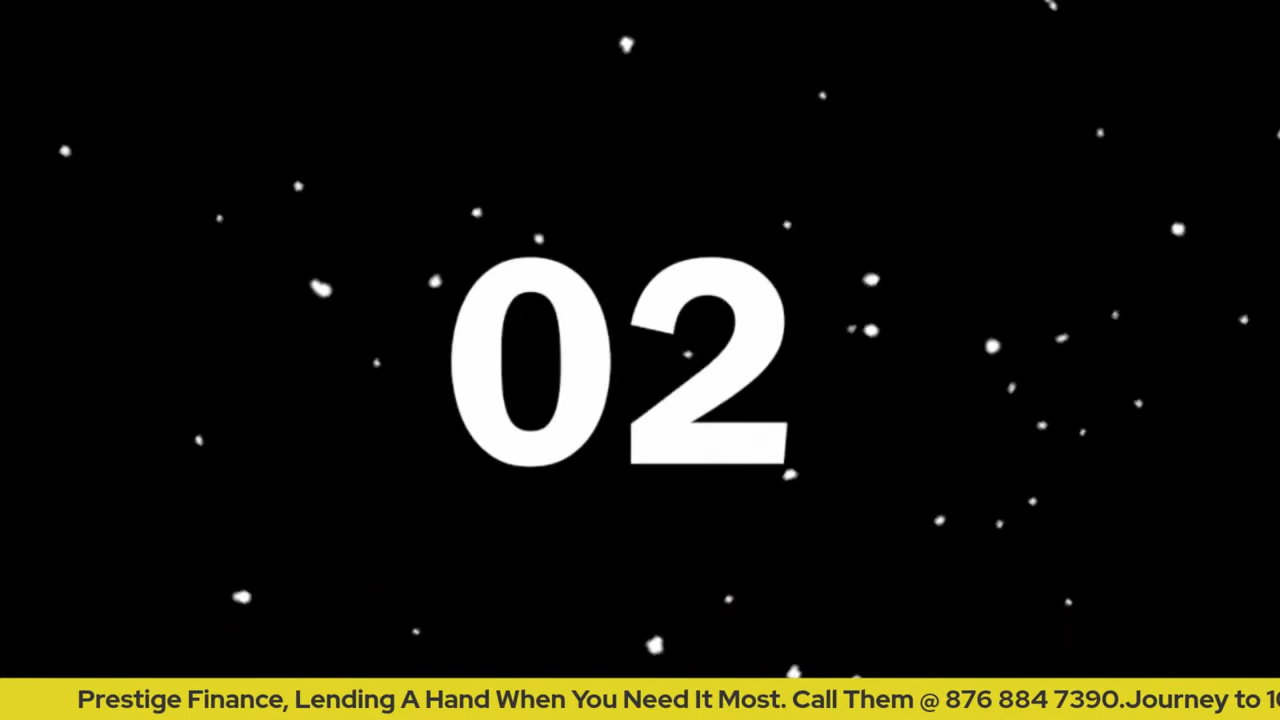 02
Prestige Finance, Lending A Hand When You Need It Most. Call Them @ 876 884 7390.Journey to